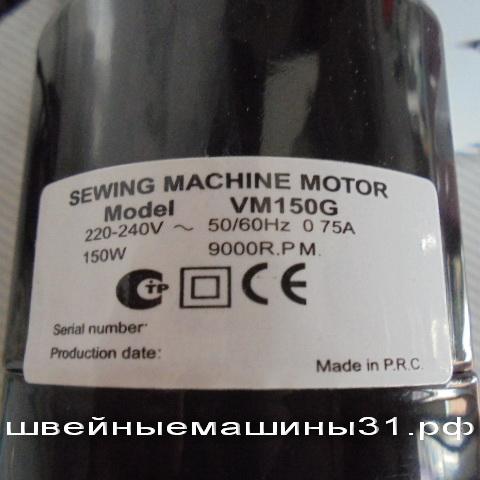 SEWING MACHINE MOTOR
Model VM150G
220-240V ~ 50/60Hz 0 75A
150W 9000R.P.M.
СTP CE
Serial number:
Production date:
Made in P.R.C.
швейныемашины31.рф